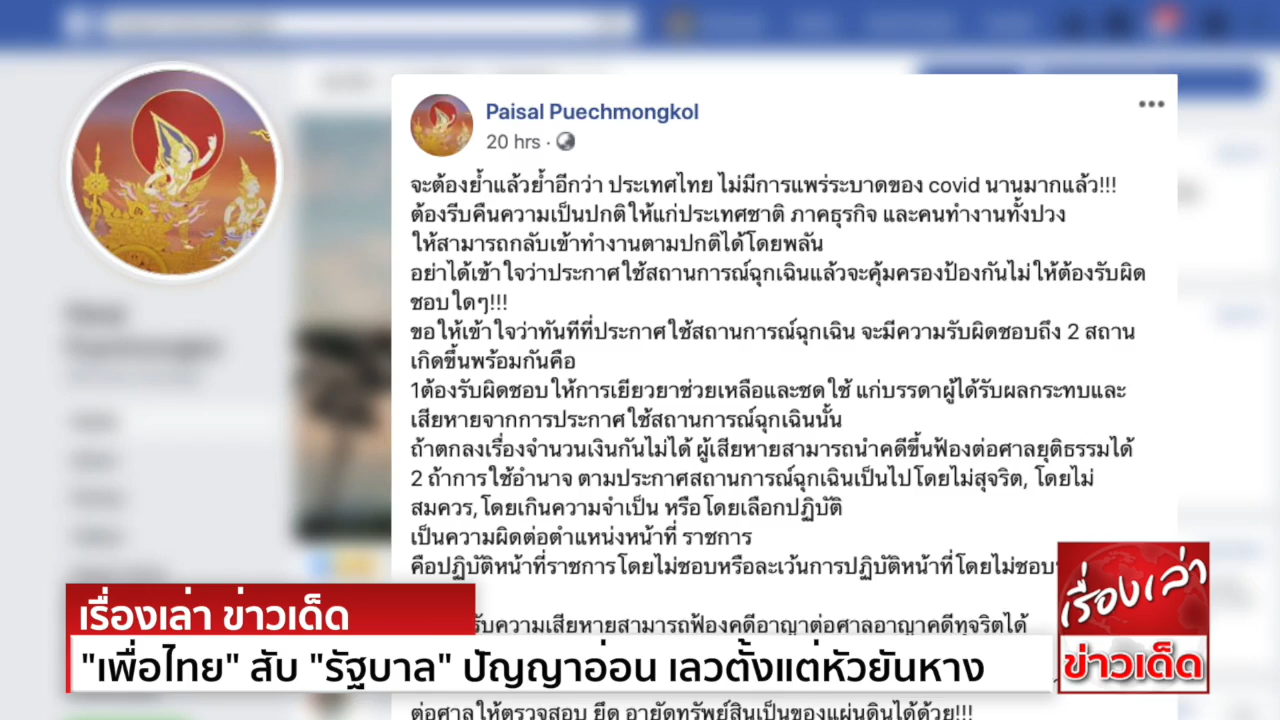 Paisal Puechmongkol
20 hrs ·
จะต้องย้ำแล้วย้ำอีกว่า ประเทศไทย ไม่มีการแพร่ระบาดของ covid นานมากแล้ว!!!
ต้องรีบคืนความเป็นปกติให้แก่ประเทศชาติ ภาคธุรกิจ และคนทำงานทั้งปวง
ให้สามารถกลับเข้าทำงานตามปกติได้โดยพลัน
อย่าได้เข้าใจว่าประกาศใช้สถานการณ์ฉุกเฉินแล้วจะคุ้มครองป้องกันไม่ให้ต้องรับผิด
ชอบใดๆ!!!
ขอให้เข้าใจว่าทันทีที่ประกาศใช้สถานการณ์ฉุกเฉิน จะมีความรับผิดชอบถึง 2 สถาน
เกิดขึ้นพร้อมกันคือ
1ต้องรับผิดชอบให้การเยียวยาช่วยเหลือและชดใช้ แก่บรรดาผู้ได้รับผลกระทบและ
เสียหายจากการประกาศใช้สถานการณ์ฉุกเฉินนั้น
ถ้าตกลงเรื่องจำนวนเงินกันไม่ได้ ผู้เสียหายสามารถนำคดีขึ้นฟ้องต่อศาลยุติธรรมได้
2 ถ้าการใช้อำนาจ ตามประกาศสถานการณ์ฉุกเฉินเป็นไปโดยไม่สุจริต, โดยไม่
สมควร, โดยเกินความจำเป็น หรือโดยเลือกปฏิบัติ
เป็นความผิดต่อตำแหน่งหน้าที่ ราชการ
คือปฏิบัติหน้าที่ราชการโดยไม่ชอบหรือละเว้นการปฏิบัติหน้าที่โดยไม่ชอบ
รับความเสียหายสามารถฟ้องคดีอาญาต่อศาลอาญาคดีทุจริตได้
ต่อศาลให้ตรวจสอบ ยึด อายัดทรัพย์สินเป็นของแผ่นดินได้ด้วย!!!
เรื่องเล่า ข่าวเด็ด
"เพื่อไทย" สับ "รัฐบาล" ปัญญาอ่อน เลวตั้งแต่หัวยันหาง
เรื่องเล่า
ข่าวเด็ด